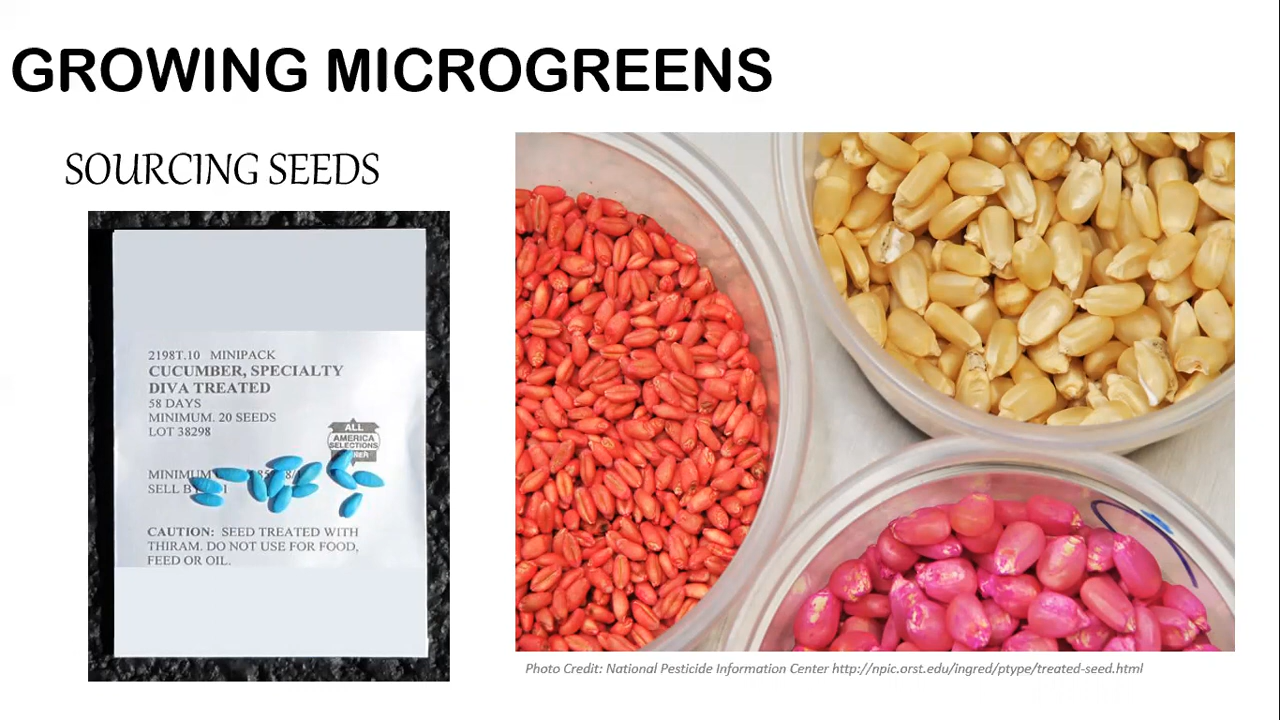 GROWING MICROGREENS
SOURCING SEEDS
2198T.10 MINIPACK
CUCUMBER, SPECIALTY
DIVA TREATED
58 DAYS
MINIMUM. 20 SEEDS
LOT 38298
ALL
AMERICA
SELECTIONS
MINIMUM
SELL
CAUTION: SEED TREATED WITH
THIRAM. DO NOT USE FOR FOOD,
FEED OR OIL.
Photo Credit: National Pesticide Information Center http://npic.orst.edu/ingred/ptype/treated-seed.html